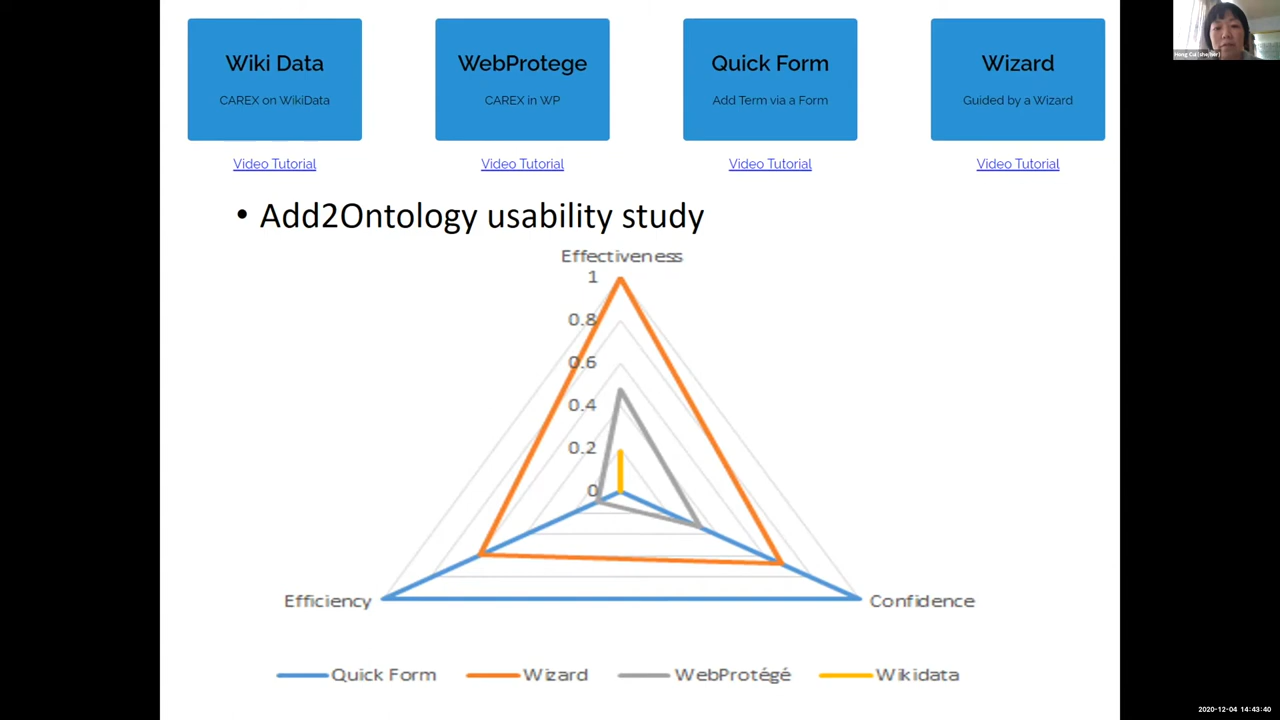 Wiki Data
CAREX on WikiData
Video Tutorial
WebProtege
CAREX in WP
Video Tutorial
Quick Form
Add Term via a Form
Video Tutorial
Wizard
Guided by a Wizard
Video Tutorial
• Add2Ontology usability study
Effectiveness
1
0.8
0.6
0.4
0.2
0
Efficiency
Confidence
Quick Form
Wizard
WebProtégé
Wikidata
2020-12-04 14:43:40